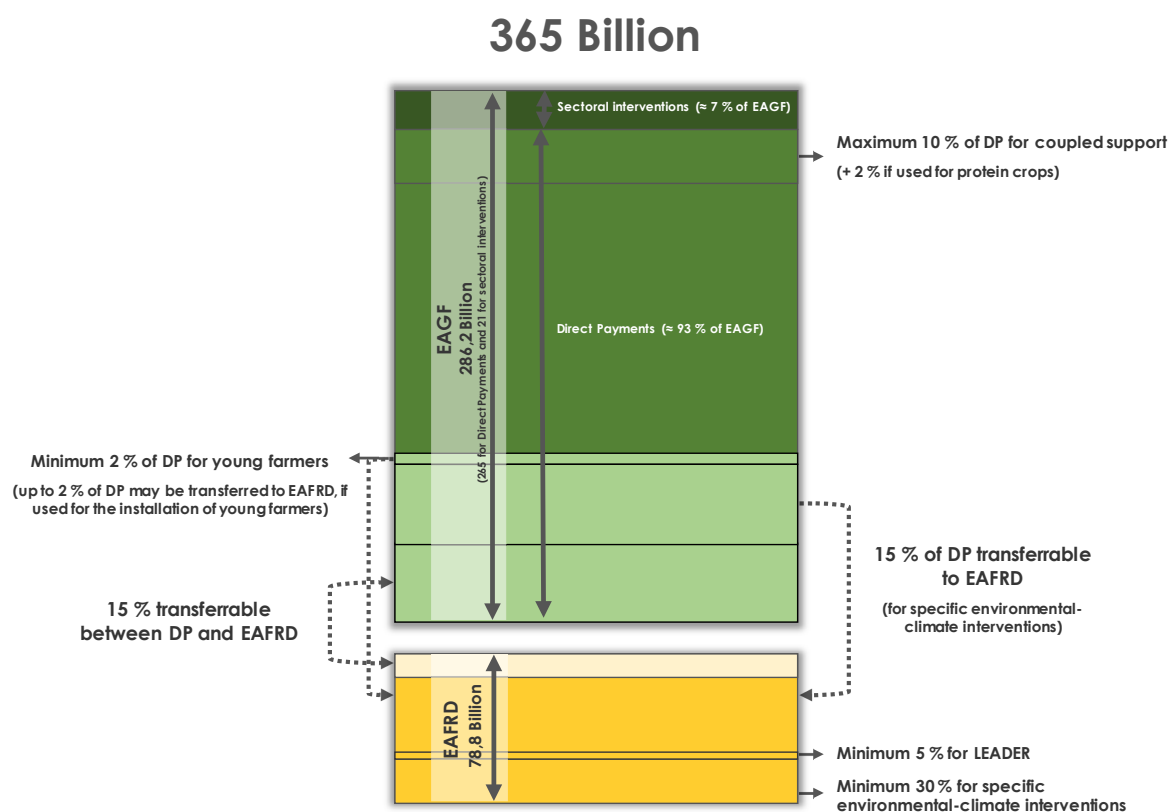 365 Billion
Sectoral interventions (≈ 7 % of EAGF)
Maximum 10 % of DP for coupled support
(+ 2 % if used for protein crops)
EAGF
286,2 Billion
(265 for Direct Payments and 21 for sectoral interventions)
Direct Payments (≈ 93 % of EAGF)
Minimum 2 % of DP for young farmers
(up to 2 % of DP may be transferred to EAFRD, if
used for the installation of young farmers)
15 % of DP transferrable
to EAFRD
(for specific environmental-
climate interventions)
15 % transferrable
between DP and EAFRD
EAFRD
78,8 Billion
Minimum 5 % for LEADER
Minimum 30 % for specific
environmental-climate interventions